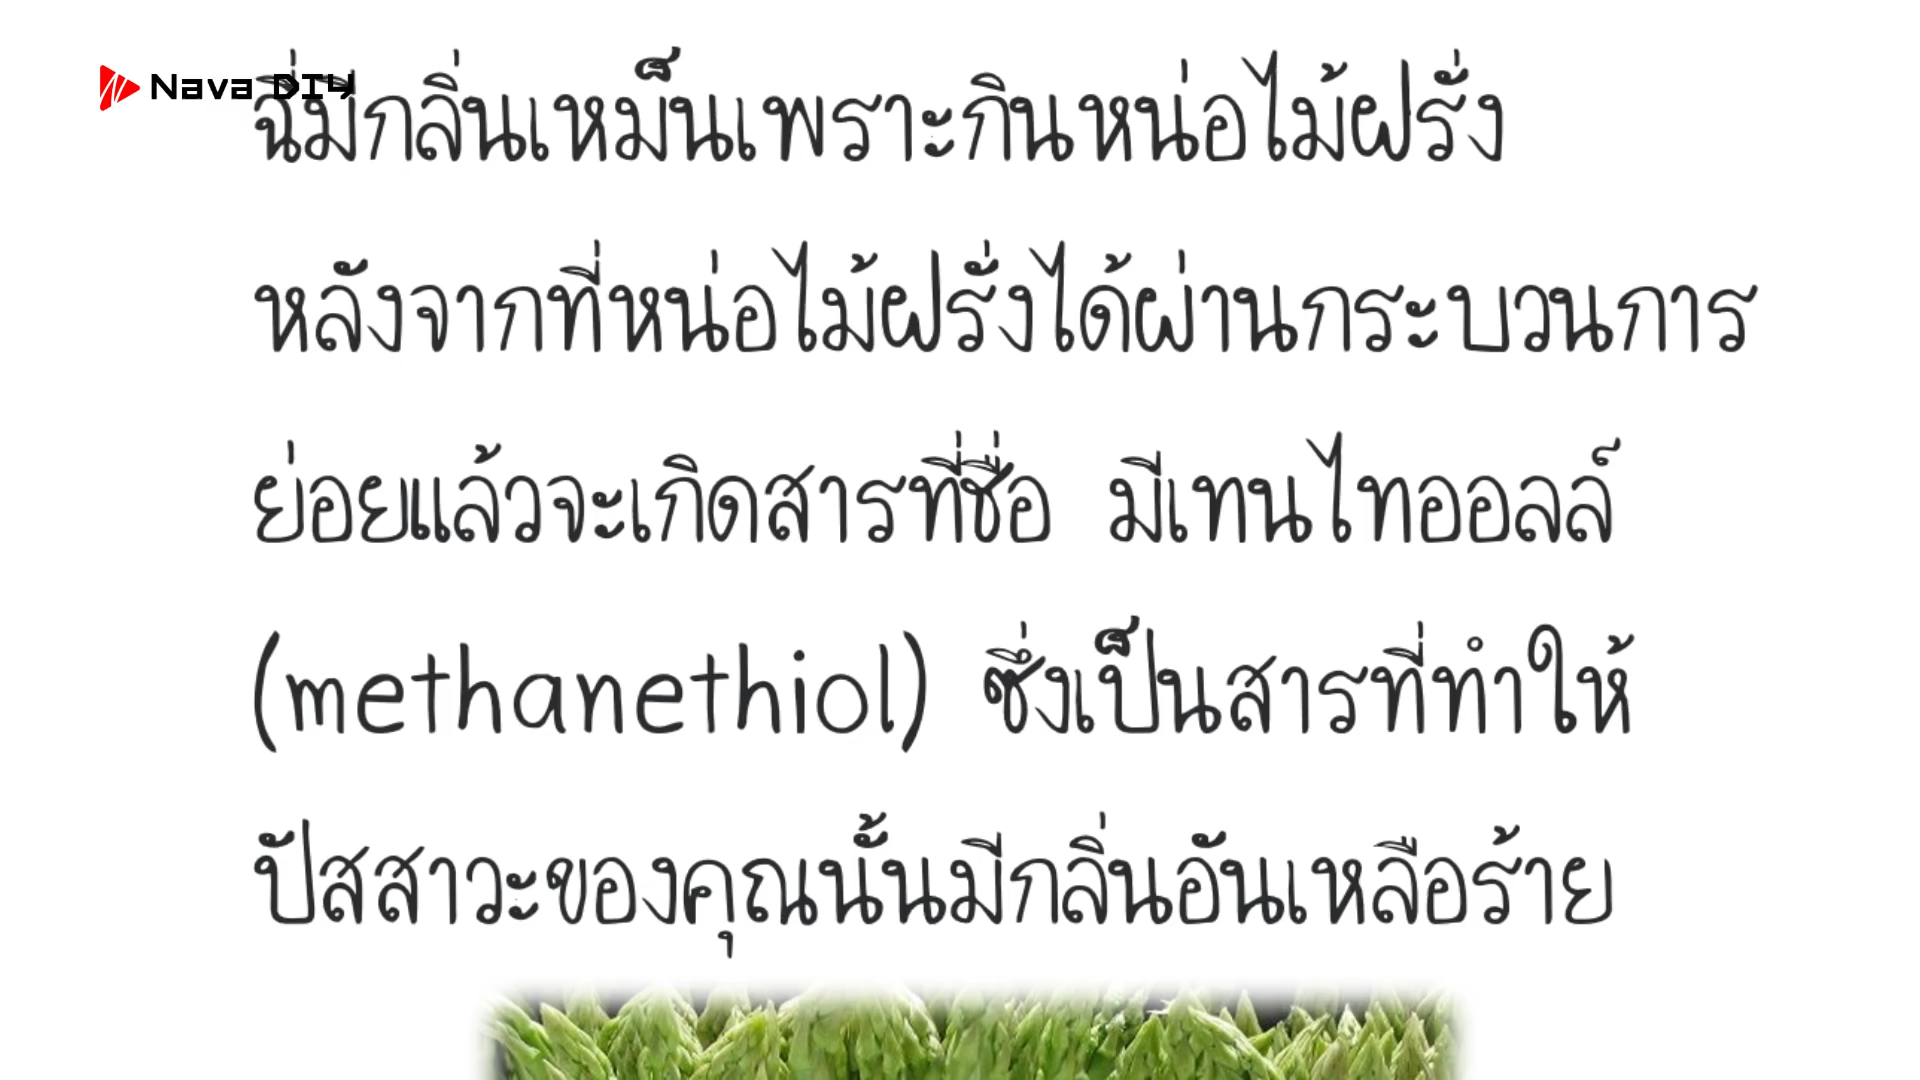 Nava DIY
ฉี่มีกลิ่นเหม็นเพราะกินหน่อไม้ฝรั่ง
หลังจากที่หน่อไม้ฝรั่งได้ผ่านกระบวนการ
ย่อยแล้วจะเกิดสารที่ชื่อ มีเทนไทออลล์
(methanethiol) ซึ่งเป็นสารที่ทำให้
ปัสสาวะของคุณนั้นมีกลิ่นอันเหลือร้าย